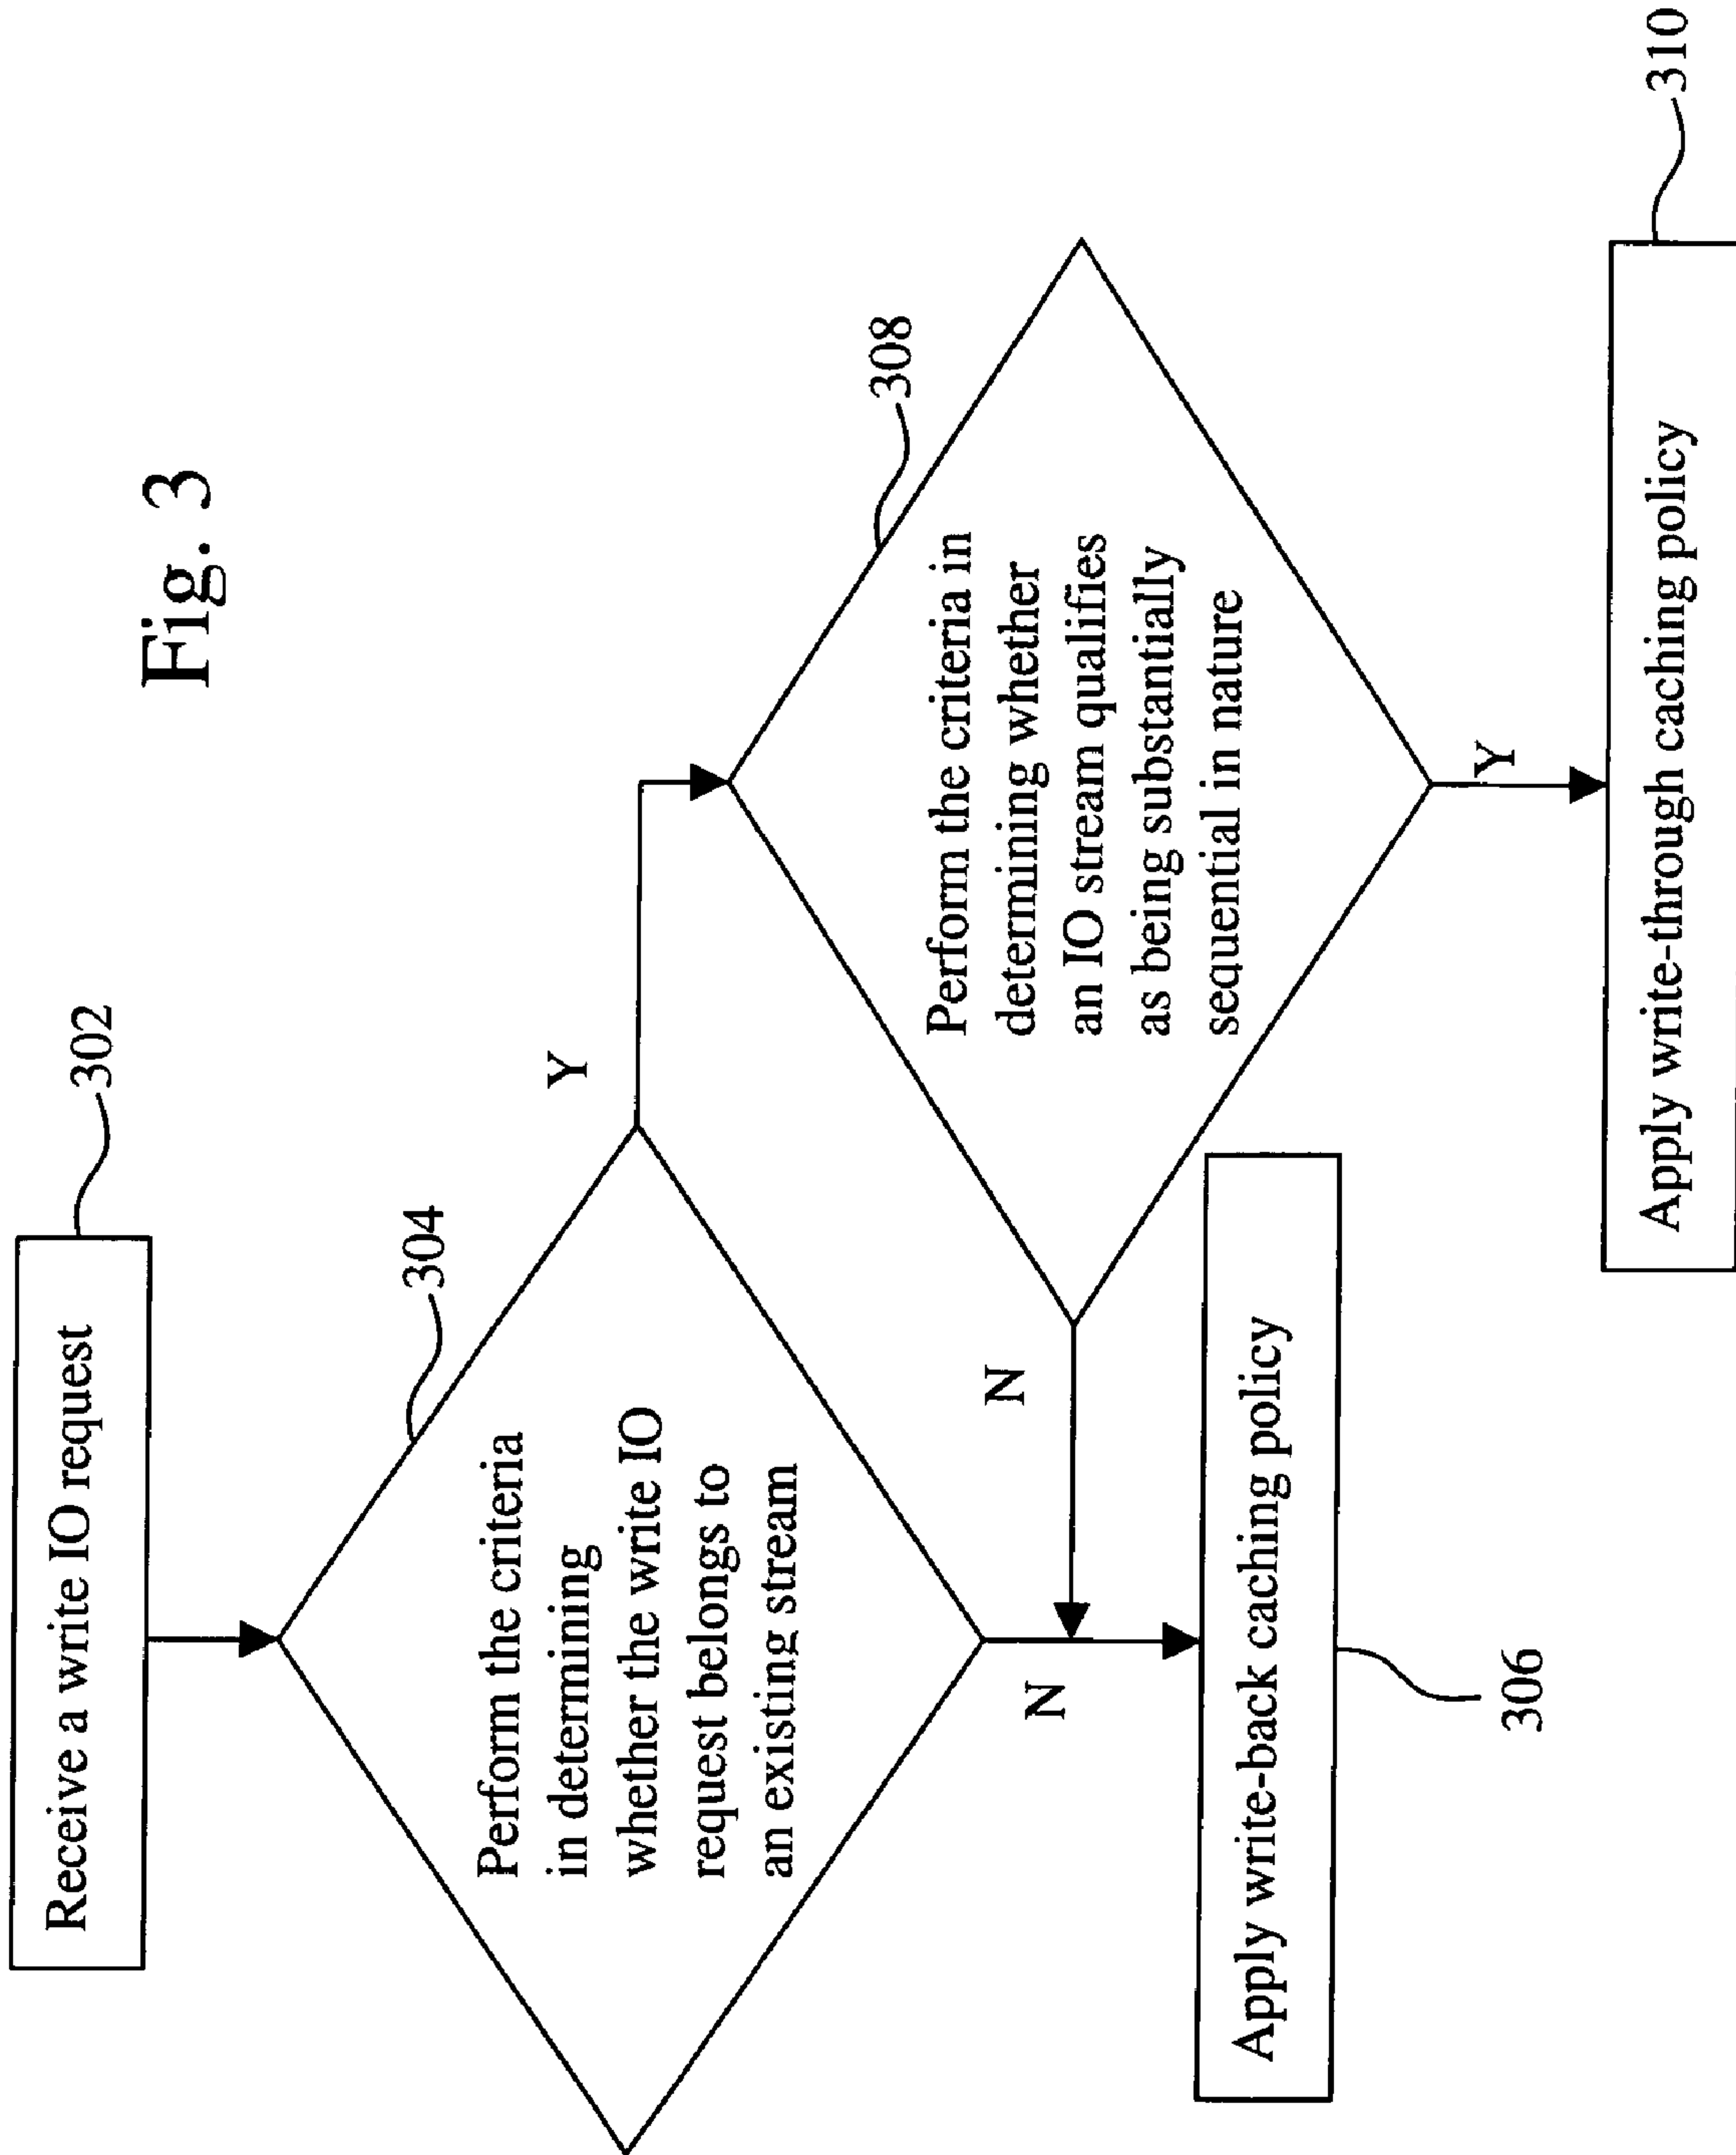 Fig. 3
302
Receive a write IO request
304
Perform the criteria
in determining
whether the write IO
request belongs to
an existing stream
Y
N
308
Perform the criteria in
determining whether
an IO stream qualifies
as being substantially
sequential in nature
N
Y
Apply write-back caching policy
306
310
Apply write-through caching policy